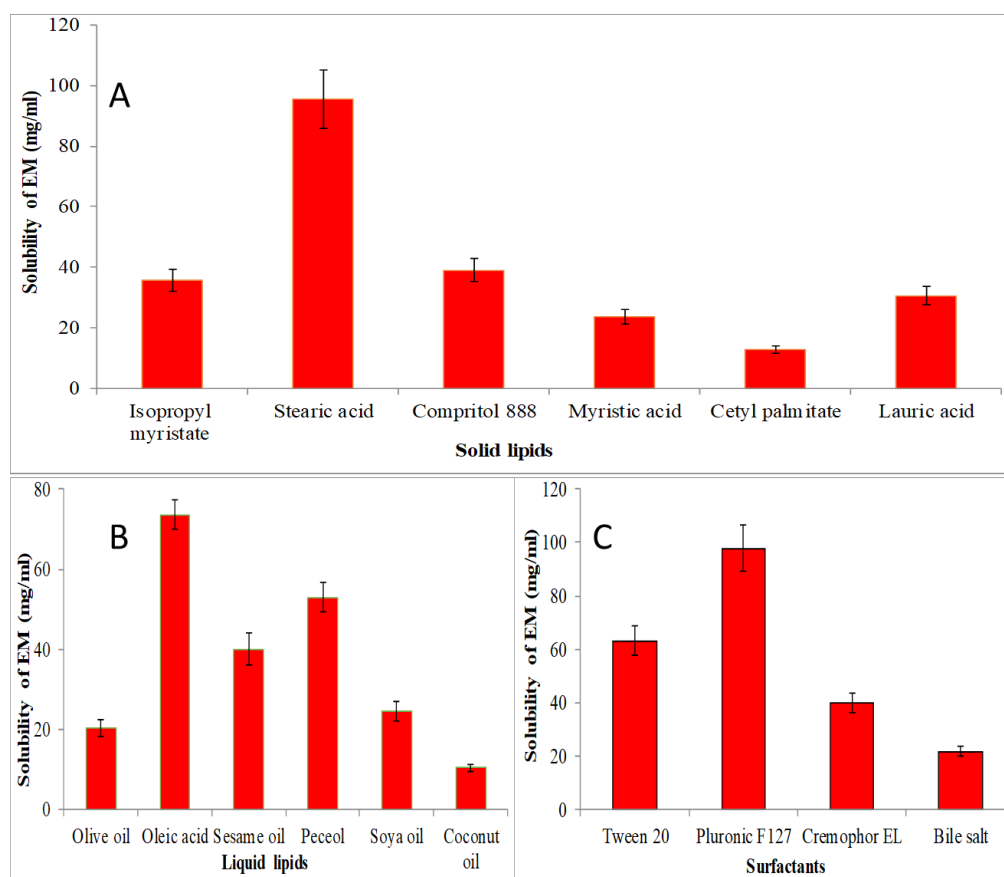 A
Solubility of EM (mg/ml)
120
100
80
60
40
20
0
Isopropyl myristate
Stearic acid
Compritol 888
Myristic acid
Cetyl palmitate
Lauric acid
Solid lipids
B
Solubility of EM (mg/ml)
80
60
40
20
0
Olive oil
Oleic acid
Sesame oil
Peceol
Soya oil
Coconut oil
Liquid lipids
C
Solubility of EM (mg/ml)
120
100
80
60
40
20
0
Tween 20
Pluronic F127
Cremophor EL
Bile salt
Surfactants